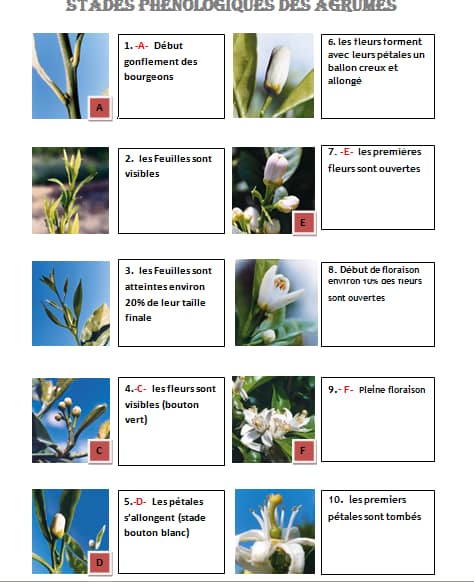 STADES PHENOLOGIQUES DES AGRUMES
1. -A- Début
gonflement des
bourgeons
A
2. les Feuilles sont
visibles
3. les Feuilles sont
atteintes environ
20% de leur taille
finale
4.-C- les fleurs sont
visibles (bouton
vert)
C
5.-D- Les pétales
s'allongent (stade
bouton blanc)
D
6. les fleurs forment
avec leurs pétales un
ballon creux et
allongé
7. -E- les premières
fleurs sont ouvertes
E
8. Début de floraison
environ 10% des fleurs
sont ouvertes
9.- F- Pleine floraison
F
10. les premiers
pétales sont tombés